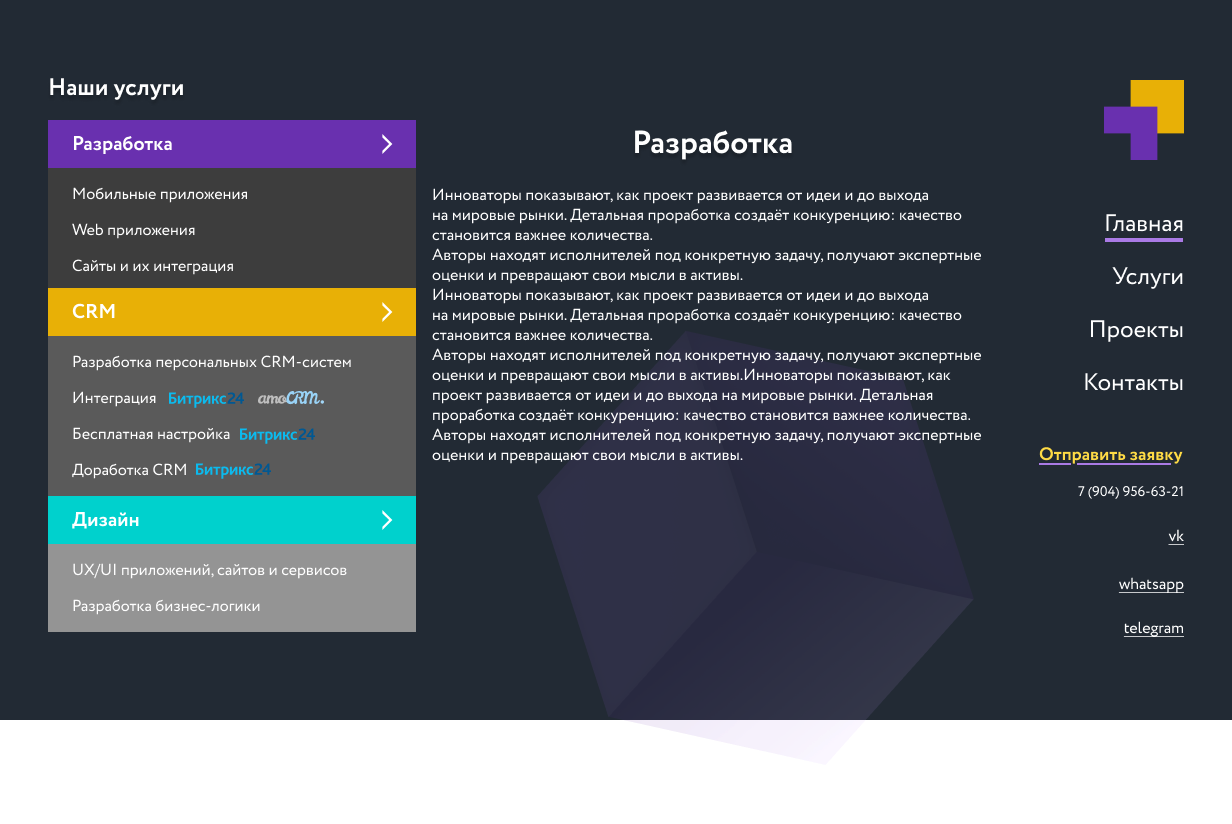 Наши услуги
Разработка
Мобильные приложения
Web приложения
Сайты и их интеграция
CRM
Разработка персональных CRM-систем
Интеграция Битрикс24 amoCRM.
Бесплатная настройка Битрикс24
Доработка CRM Битрикс24
Дизайн
UX/UI приложений, сайтов и сервисов
Разработка бизнес-логики
Разработка
Инноваторы показывают, как проект развивается от идеи и до выхода
на мировые рынки. Детальная проработка создаёт конкуренцию: качество
становится важнее количества.
Авторы находят исполнителей под конкретную задачу, получают экспертные
оценки и превращают свои мысли в активы.
Инноваторы показывают, как проект развивается от идеи и до выхода
на мировые рынки. Детальная проработка создаёт конкуренцию: качество
становится важнее количества.
Авторы находят исполнителей под конкретную задачу, получают экспертные
оценки и превращают свои мысли в активы.Инноваторы показывают, как
проект развивается от идеи и до выхода на мировые рынки. Детальная
проработка создаёт конкуренцию: качество становится важнее количества.
Авторы находят исполнителей под конкретную задачу, получают экспертные
оценки и превращают свои мысли в активы.
Главная
Услуги
Проекты
Контакты
Отправить заявку
7 (904) 956-63-21
vk
whatsapp
telegram